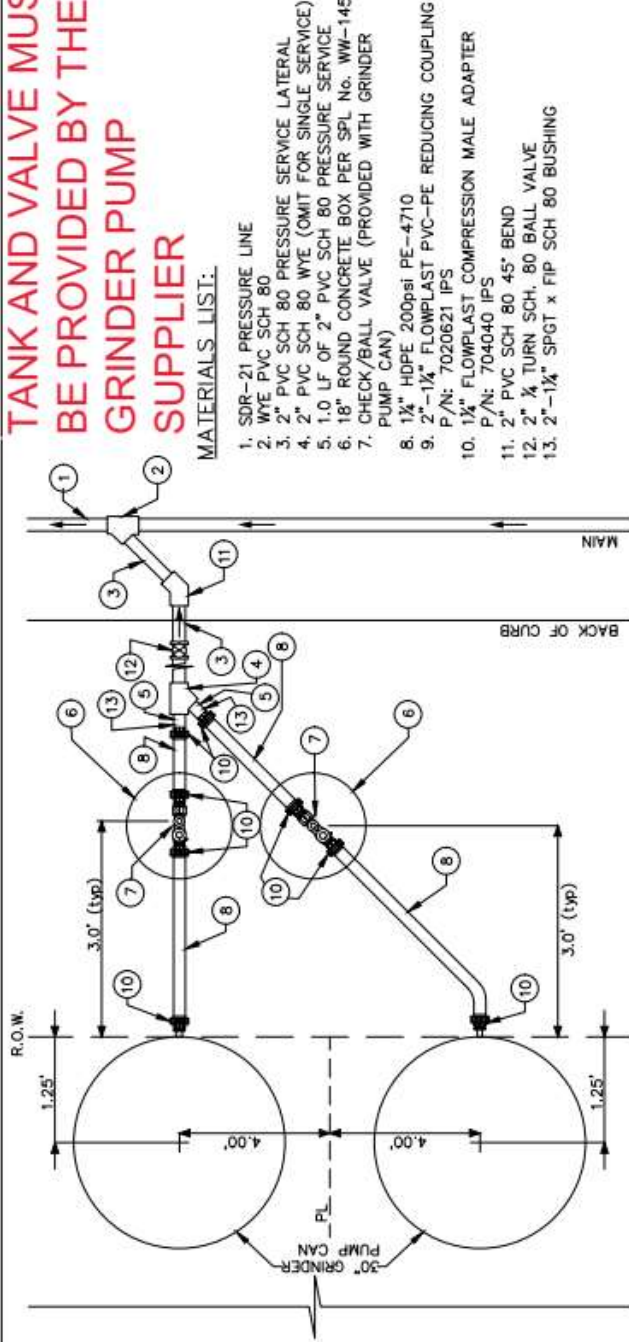 TANK AND VALVE MUS
BE PROVIDED BY THE
GRINDER PUMP
SUPPLIER
MATERIALS LIST:
1. SDR-21 PRESSURE LINE
2. WYE PVC SCH 80
3. 2" PVC SCH 80 PRESSURE SERVICE LATERAL
4. 2" PVC SCH 80 WYE (OMIT FOR SINGLE SERVICE)
5. 1.0 LF OF 2" PVC SCH 80 PRESSURE SERVICE
6. 18" ROUND CONCRETE BOX PER SPL No. WW-145
7. CHECK/BALL VALVE (PROVIDED WITH GRINDER
PUMP CAN)
8. 1¼" HDPE 200psi PE-4710
9. 2"-1¼" FLOWPLAST PVC-PE REDUCING COUPLING
P/N: 7020621 IPS
10. 1¼" FLOWPLAST COMPRESSION MALE ADAPTER
P/N: 704040 IPS
11. 2" PVC SCH 80 45° BEND
12. 2" ¼ TURN SCH. 80 BALL VALVE
13. 2"-1¼" SPGT x FIP SCH 80 BUSHING
R.O.W.
1.25'
3.0' (typ)
10
7
8
6
8
13
5
12
3
1
2
11
3
4
8
5
13
10
10
4.00'
PL
4.00'
30" GRINDER
PUMP CAN
10
7
6
8
10
3.0' (typ)
1.25'
BACK OF CURB
MAIN